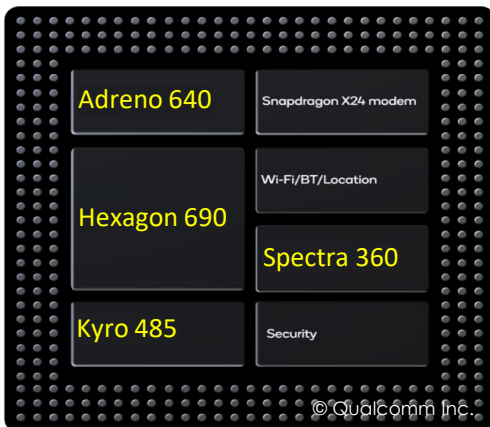 Adreno 640
Snapdragon X24 modem
Hexagon 690
Wi-Fi/BT/Location
Spectra 360
Kyro 485
Security
© Qualcomm Inc.